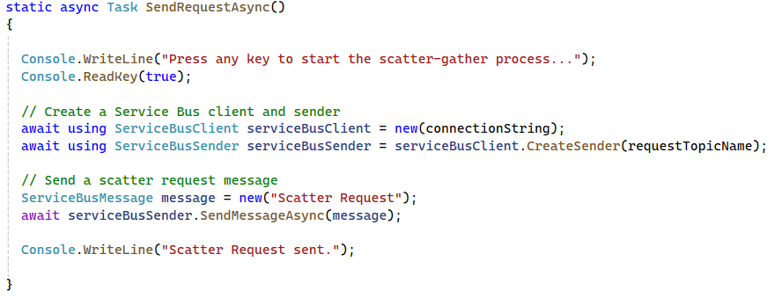 static async Task SendRequestAsync()
{
Console.WriteLine("Press any key to start the scatter-gather process...");
Console.ReadKey(true);
// Create a Service Bus client and sender
await using ServiceBusClient serviceBusClient = new(connectionString);
await using ServiceBusSender serviceBusSender = serviceBusClient.CreateSender(requestTopicName);
// Send a scatter request message
ServiceBusMessage message = new("Scatter Request");
await serviceBusSender.SendMessageAsync(message);
Console.WriteLine("Scatter Request sent.");
}